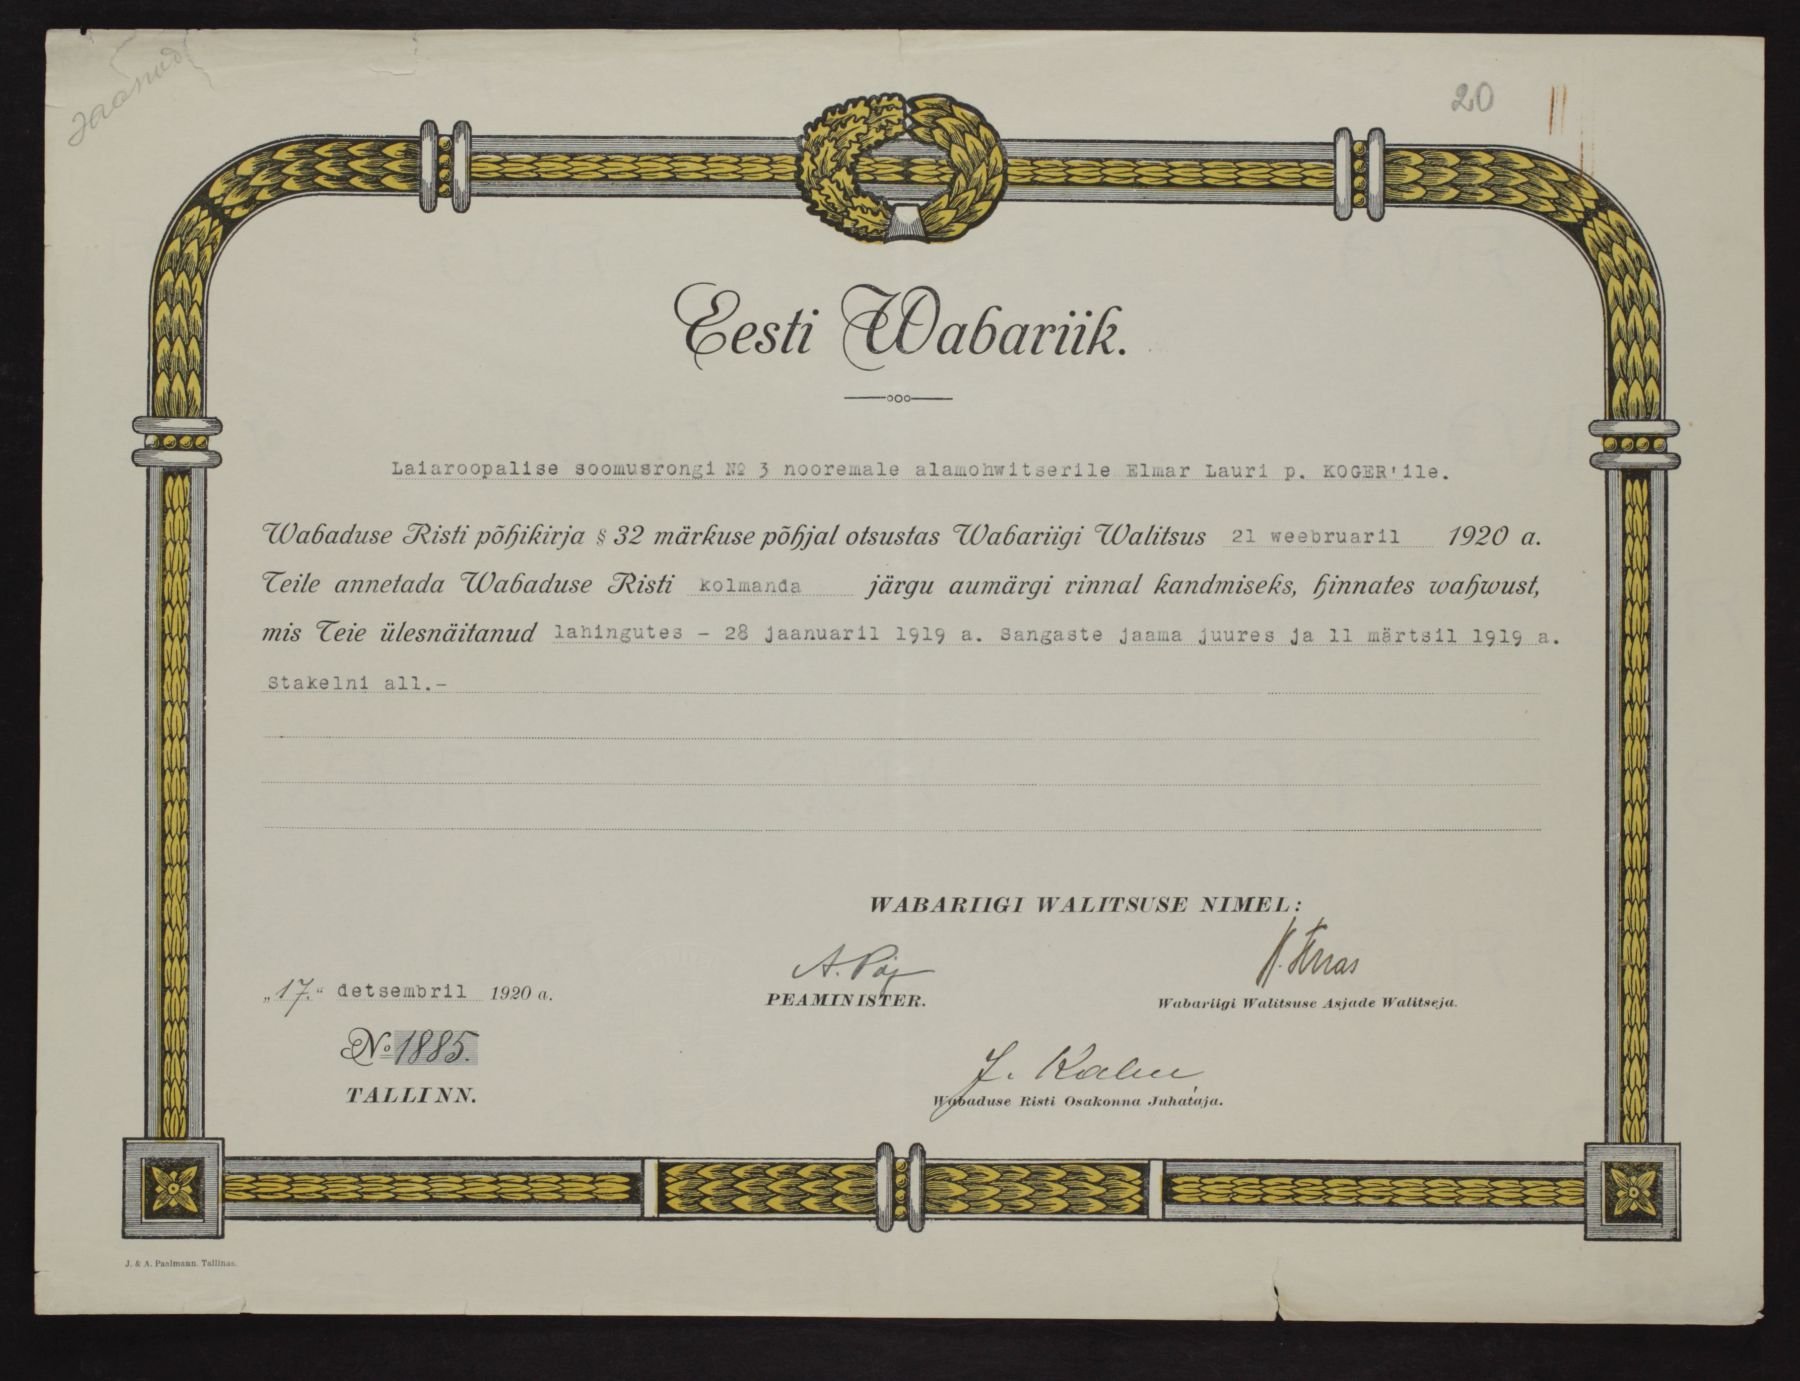 jaanud
20
Eesti Wabariik.
Laiaroopalise soomusrongi № 3 nooremale alamohwitserile Elmar Lauri p. KOGER'ile.
Wabaduse Risti põhikirja § 32 märkuse põhjal otsustas Wabariigi Walitsus 21 weebruaril 1920 a.
Teile annetada Wabaduse Risti kolmanda järgu aumärgi rinnal kandmiseks, hinnates wahwust,
mis Teie ülesnäitanud lahingutes - 28 jaanuaril 1919 a. Sangaste jaama juures ja 11 märtsil 1919 a.
Stakelni all.-
WABARIIGI WALITSUSE NIMEL:
"17." detsembril 1920 a.
PEAMINISTER.
Wabariigi Walitsuse Asjade Walitseja.
№ 1885.
TALLINN.
Wabaduse Risti Osakonna Juhataja.
J. & A. Paalmann. Tallinas.